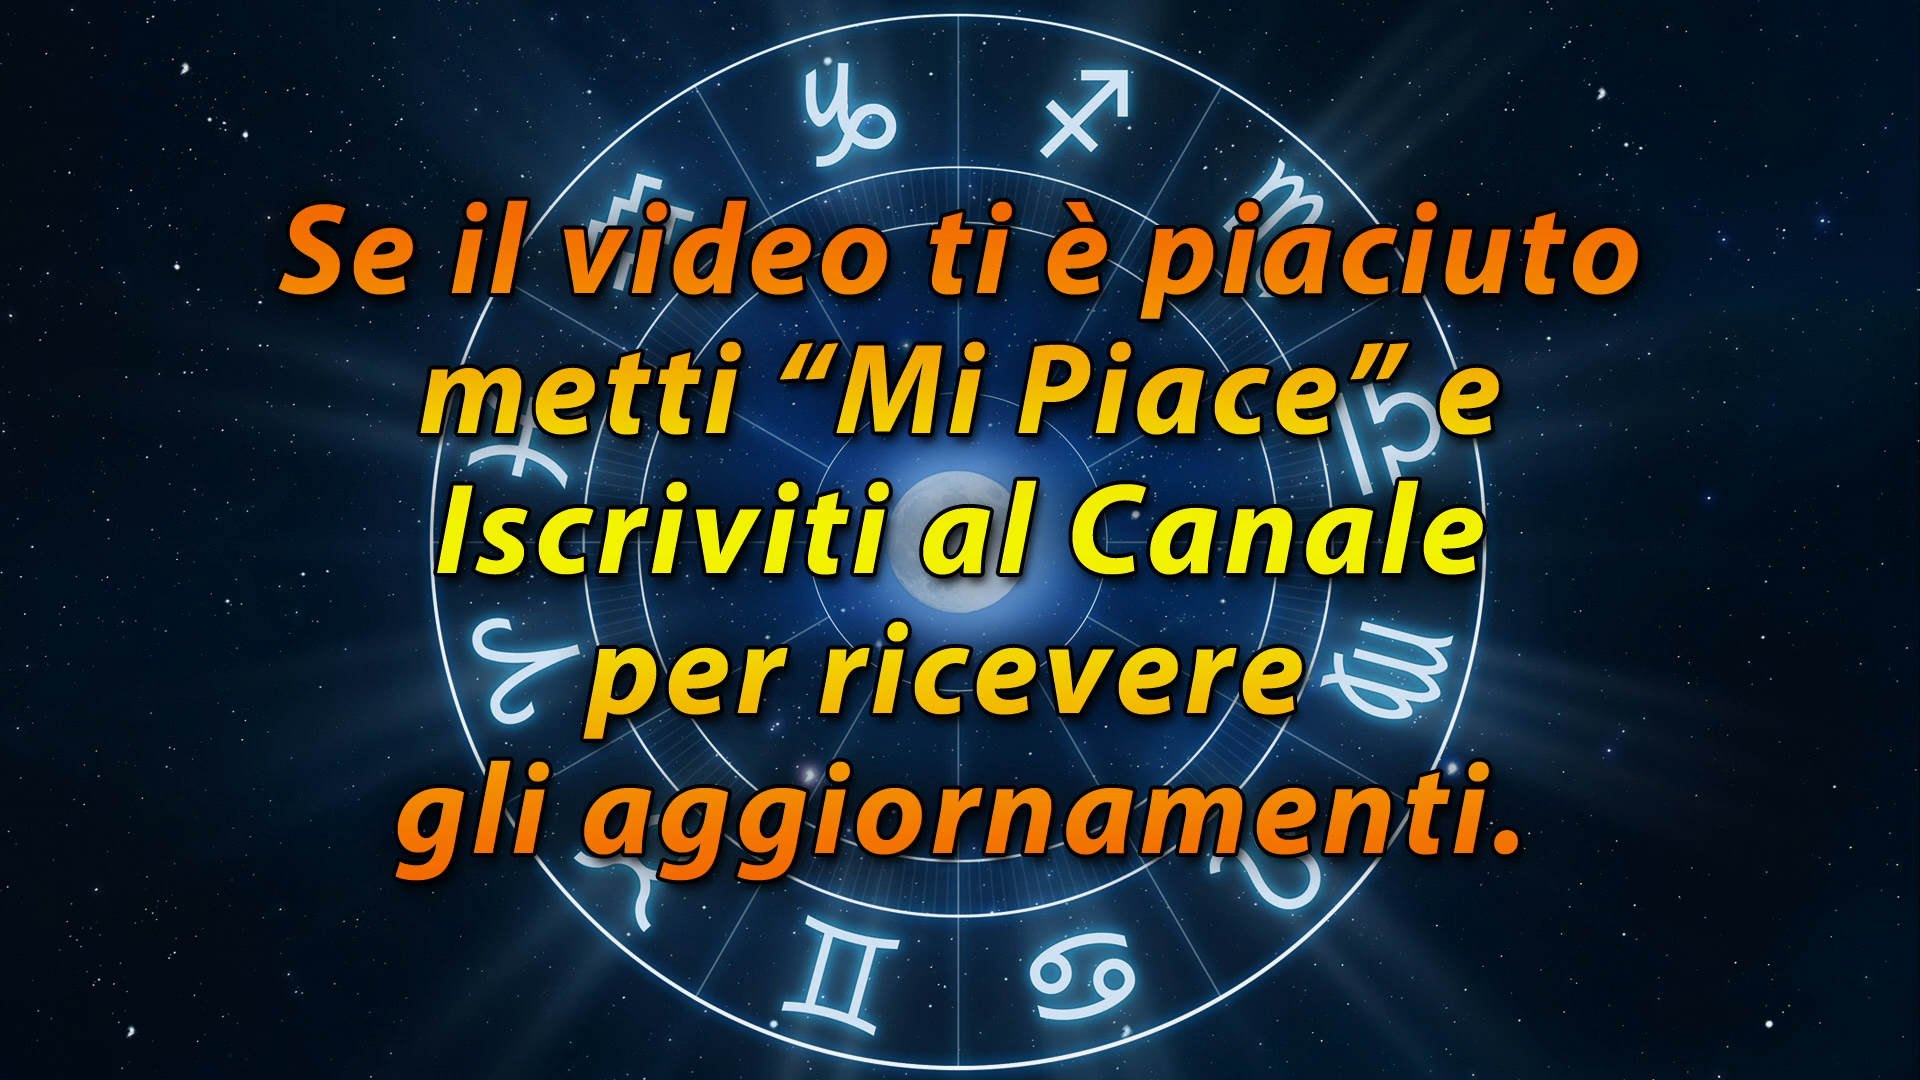 Se il video ti è piaciuto
metti “Mi Piace” e
Iscriviti al Canale
per ricevere
gli aggiornamenti.